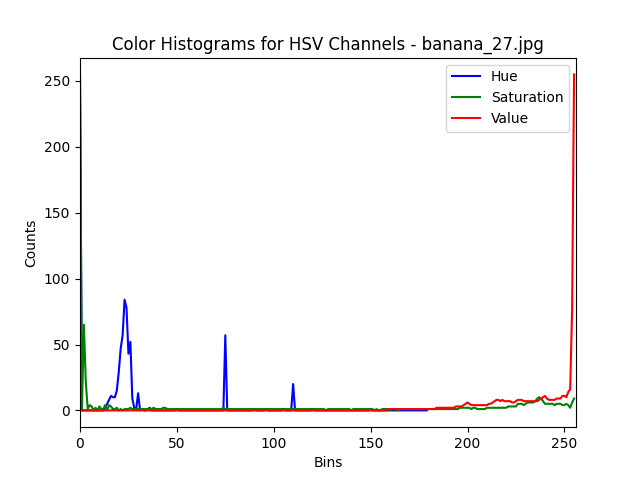 Color Histograms for HSV Channels - banana_27.jpg
Hue
Saturation
Value
Counts
250
200
150
100
50
0
0 50 100 150 200 250
Bins